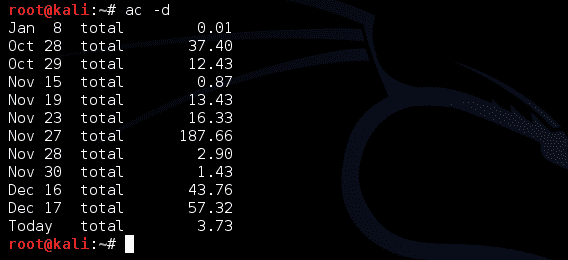 root@kali:~# ac -d
Jan  8  total        0.01
Oct 28  total       37.40
Oct 29  total       12.43
Nov 15  total        0.87
Nov 19  total       13.43
Nov 23  total       16.33
Nov 27  total      187.66
Nov 28  total        2.90
Nov 30  total        1.43
Dec 16  total       43.76
Dec 17  total       57.32
Today   total        3.73
root@kali:~#